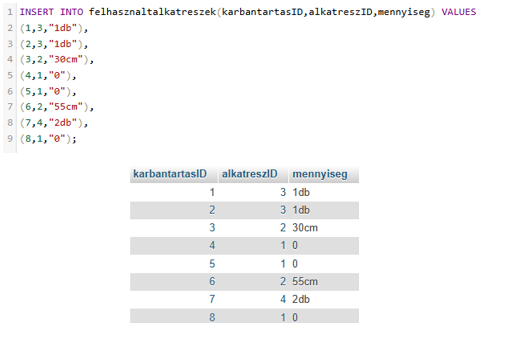 1 INSERT INTO felhasznaltalkatreszek(karbantartasID,alkatreszID,mennyiseg) VALUES
2 (1,3,"1db"),
3 (2,3,"1db"),
4 (3,2,"30cm"),
5 (4,1,"0"),
6 (5,1,"0"),
7 (6,2,"55cm"),
8 (7,4,"2db"),
9 (8,1,"0");
karbantartasID alkatreszID mennyiseg
1 3 1db
2 3 1db
3 2 30cm
4 1 0
5 1 0
6 2 55cm
7 4 2db
8 1 0